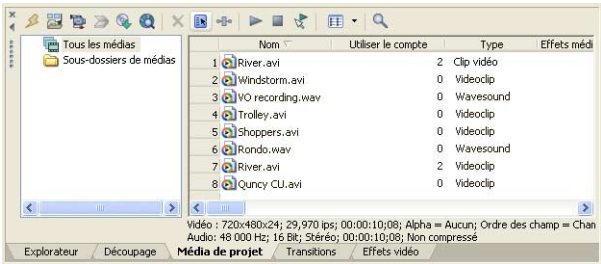 Tous les médias
Sous-dossiers de médias
Nom Utiliser le compte Type Effets médi
1 River.avi 2 Clip vidéo
2 Windstorm.avi 0 Videoclip
3 VO recording.wav 0 Wavesound
4 Trolley.avi 0 Videoclip
5 Shoppers.avi 0 Videoclip
6 Rondo.wav 0 Wavesound
7 River.avi 2 Videoclip
8 Quncy CU.avi 0 Videoclip
Vidéo : 720x480x24; 29,970 ips; 00:00:10;08; Alpha = Aucun; Ordre des champ = Chan
Audio: 48 000 Hz; 16 Bit; Stéréo; 00:00:10;08; Non compressé
Explorateur Découpage Média de projet Transitions Effets vidéo